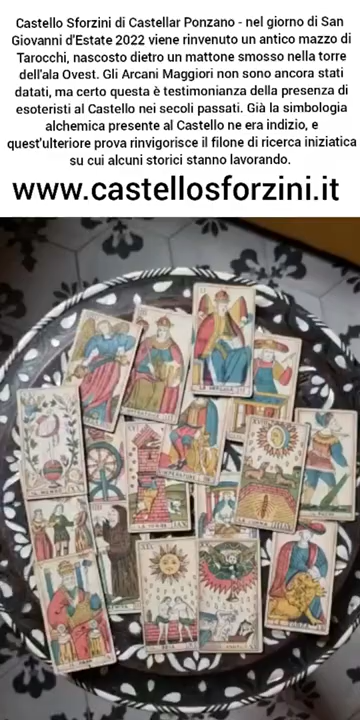 Castello Sforzini di Castellar Ponzano - nel giorno di San
Giovanni d'Estate 2022 viene rinvenuto un antico mazzo di
Tarocchi, nascosto dietro un mattone smosso nella torre
dell'ala Ovest. Gli Arcani Maggiori non sono ancora stati
datati, ma certo questa è testimonianza della presenza di
esoteristi al Castello nei secoli passati. Già la simbologia
alchemica presente al Castello ne era indizio, e
quest'ulteriore prova rinvigorisce il filone di ricerca iniziatica
su cui alcuni storici stanno lavorando.
www.castellosforzini.it
IL MONDO